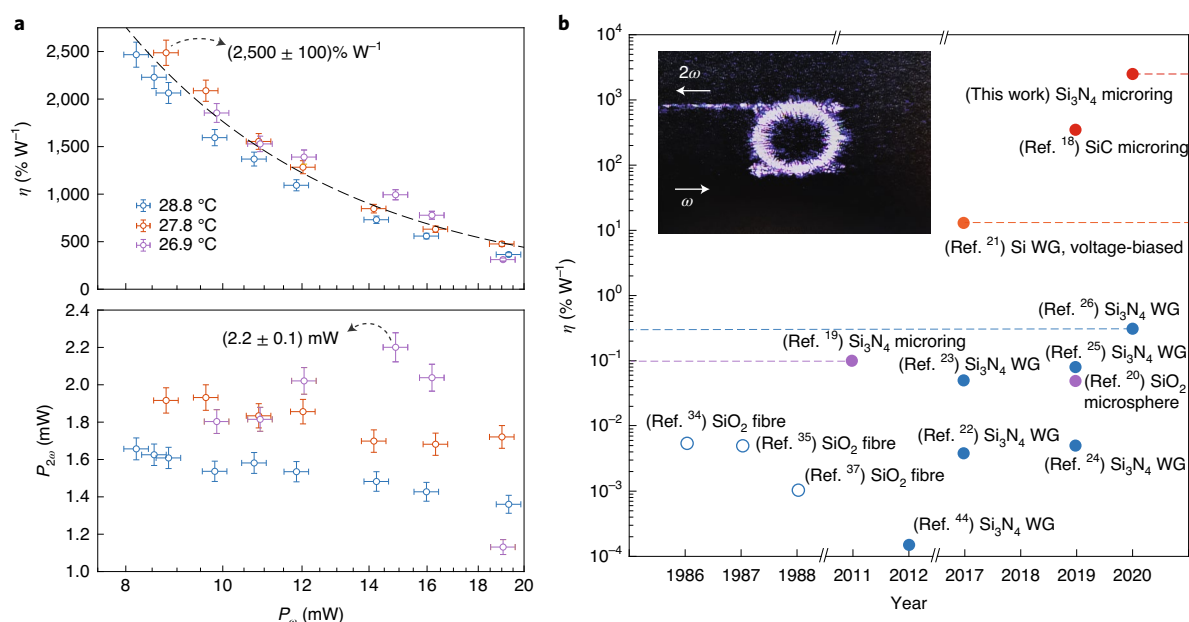 a
2,500
2,000
1,500
1,000
500
0
η (% W⁻¹)
(2,500 ± 100)% W⁻¹
28.8 °C
27.8 °C
26.9 °C
2.4
2.2
2.0
1.8
1.6
1.4
1.2
1.0
P₂ω (mW)
(2.2 ± 0.1) mW
8 10 12 14 16 20
Pω (mW)
b
10⁴
10³
10²
10¹
10⁰
10⁻¹
10⁻²
10⁻³
10⁻⁴
η (% W⁻¹)
2ω
ω
(This work) Si₃N₄ microring
(Ref. ¹⁸) SiC microring
(Ref. ²¹) Si WG, voltage-biased
(Ref. ²⁶) Si₃N₄ WG
(Ref. ¹⁹) Si₃N₄ microring
(Ref. ²³) Si₃N₄ WG
(Ref. ²⁵) Si₃N₄ WG
(Ref. ²⁰) SiO₂
microsphere
(Ref. ³⁴) SiO₂ fibre
(Ref. ³⁵) SiO₂ fibre
(Ref. ²²) Si₃N₄ WG
(Ref. ²⁴) Si₃N₄ WG
(Ref. ³⁷) SiO₂ fibre
(Ref. ⁴⁴) Si₃N₄ WG
1986 1987 1988 2011 2012 2017 2018 2019 2020
Year